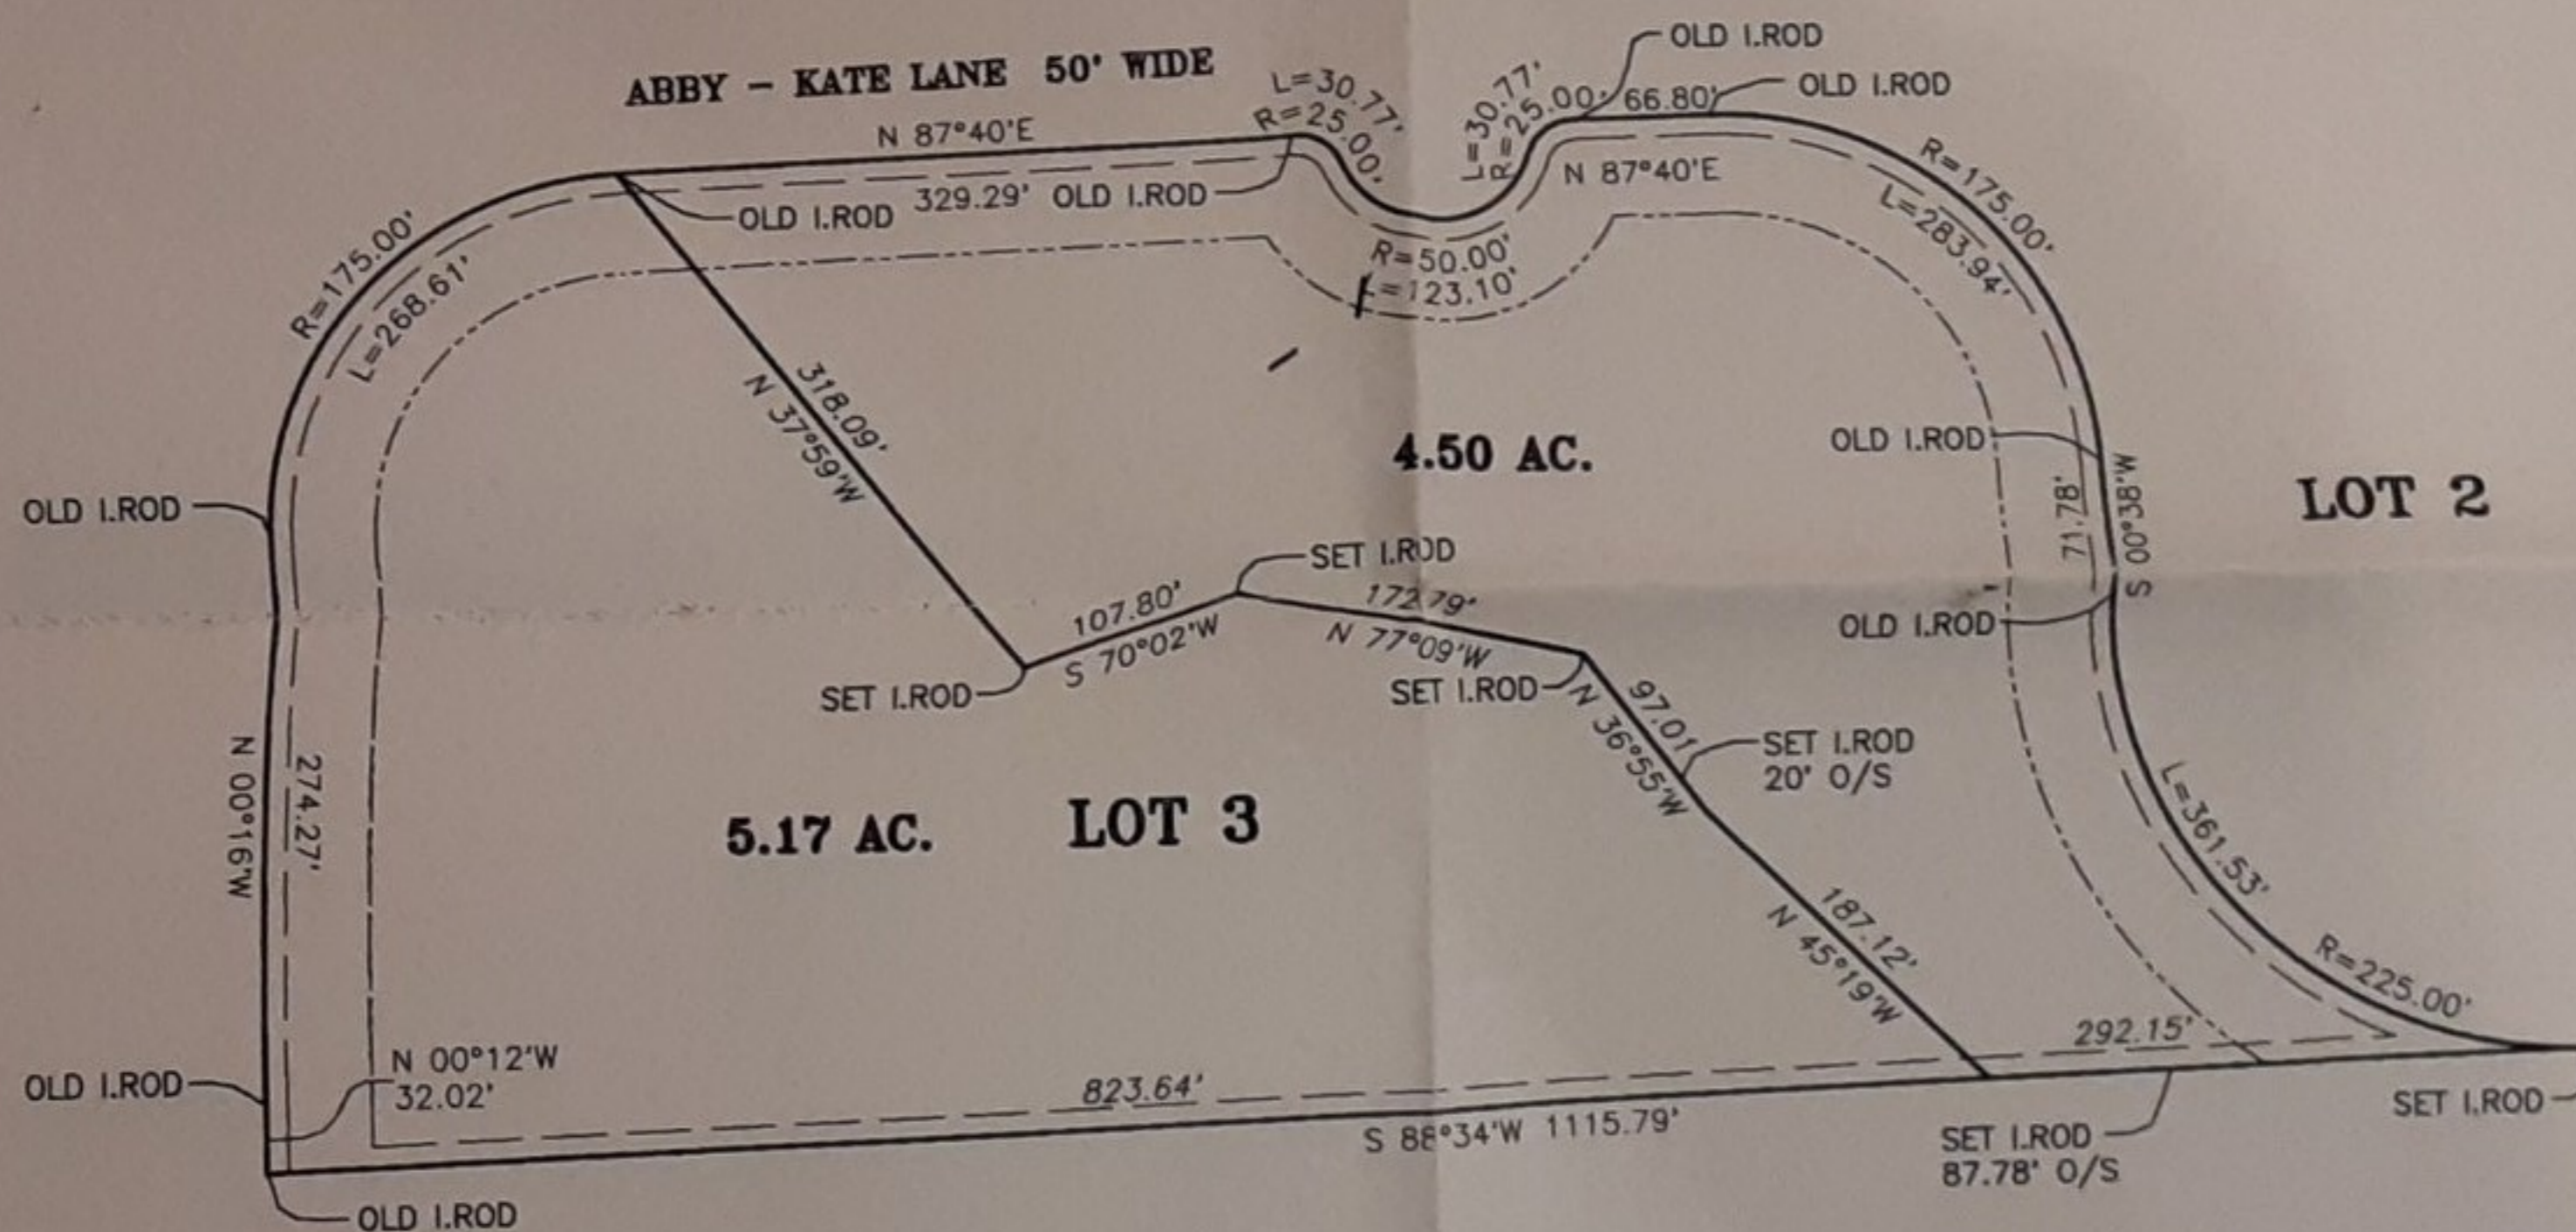 OLD I.ROD
ABBY – KATE LANE 50' WIDE
L=30.77'
R=25.00'
L=30.77'
R=25.00'
66.80'
OLD I.ROD
N 87°40'E
329.29'
OLD I.ROD
OLD I.ROD
N 87°40'E
R=175.00'
L=283.94'
R=175.00'
L=268.61'
R=50.00'
L=123.10'
318.09'
N 37°59'W
4.50 AC.
OLD I.ROD
71.78'
S 00°38'W
LOT 2
OLD I.ROD
SET I.ROD
107.80'
S 70°02'W
172.79'
N 77°09'W
OLD I.ROD
SET I.ROD
SET I.ROD
97.01'
N 36°55'W
SET I.ROD
20' O/S
N 00°16'W
274.27'
5.17 AC.
LOT 3
L=361.53'
R=225.00'
187.12'
N 45°19'W
292.15'
OLD I.ROD
N 00°12'W
32.02'
823.64'
S 88°34'W 1115.79'
SET I.ROD
87.78' O/S
SET I.ROD
OLD I.ROD